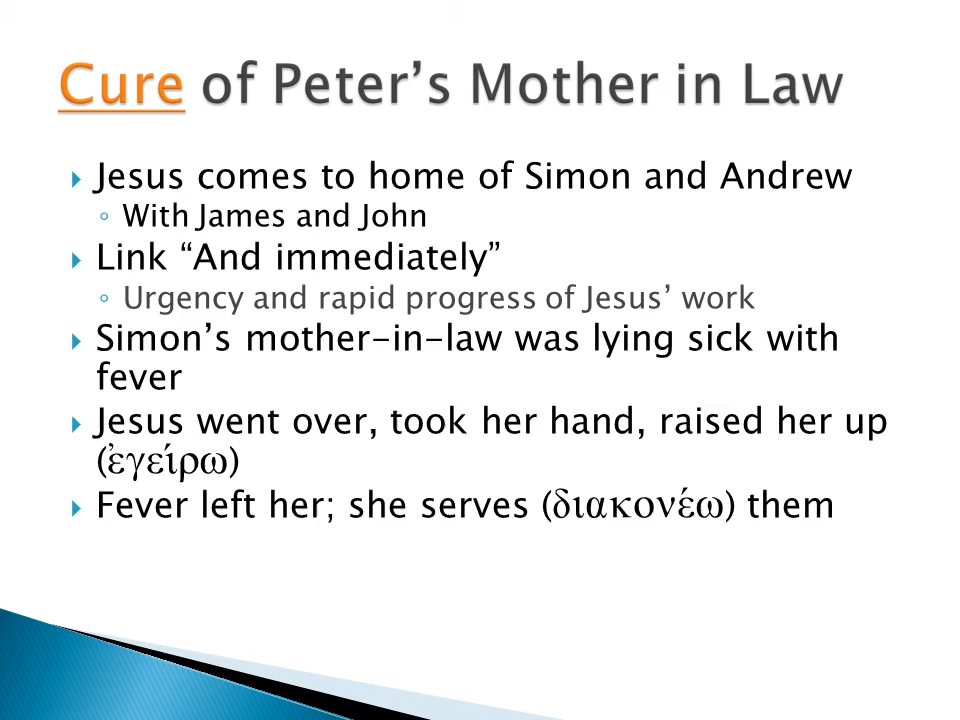 Cure of Peter’s Mother in Law
Jesus comes to home of Simon and Andrew
With James and John
Link “And immediately”
Urgency and rapid progress of Jesus’ work
Simon’s mother-in-law was lying sick with
fever
Jesus went over, took her hand, raised her up
(ἐγείρω)
Fever left her; she serves (διακονέω) them